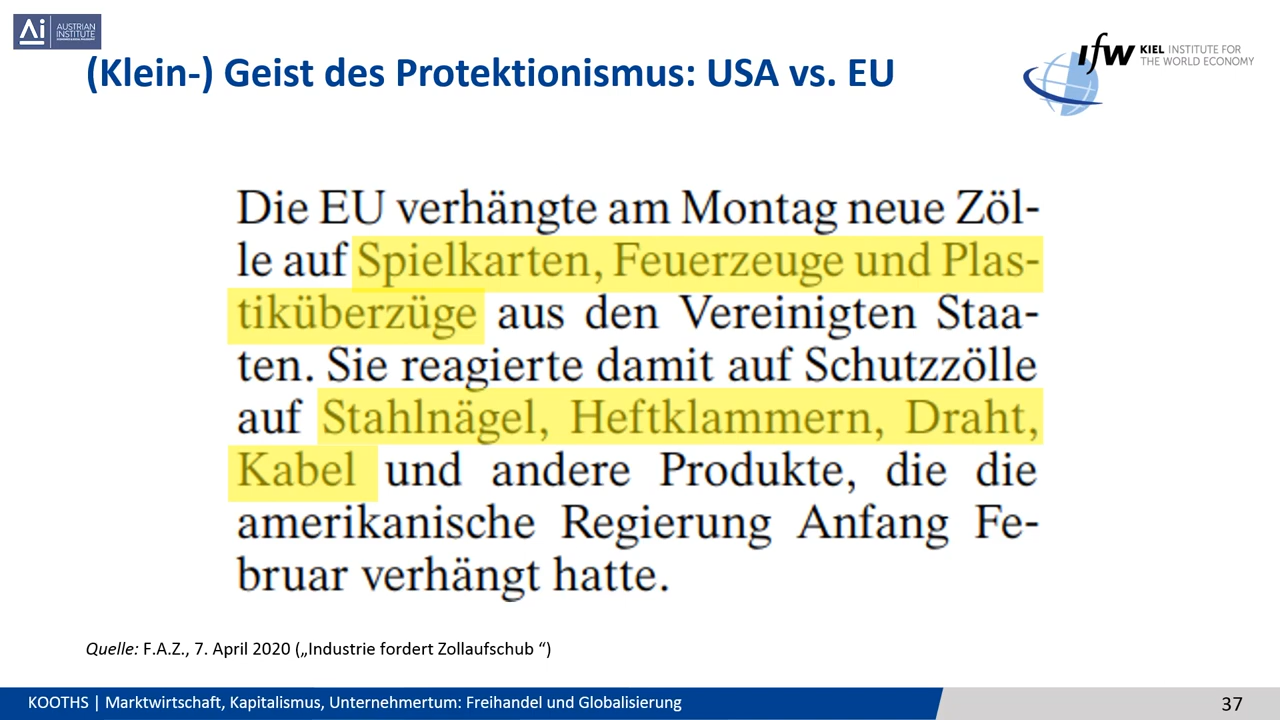 Ai AUSTRIAN
INSTITUTE
(Klein-) Geist des Protektionismus: USA vs. EU
IfW KIEL INSTITUTE FOR
THE WORLD ECONOMY
Die EU verhängte am Montag neue Zöl-
le auf Spielkarten, Feuerzeuge und Plas-
tiküberzüge aus den Vereinigten Staa-
ten. Sie reagierte damit auf Schutzzölle
auf Stahlnägel, Heftklammern, Draht,
Kabel und andere Produkte, die die
amerikanische Regierung Anfang Fe-
bruar verhängt hatte.
Quelle: F.A.Z., 7. April 2020 („Industrie fordert Zollaufschub “)
KOOTHS | Marktwirtschaft, Kapitalismus, Unternehmertum: Freihandel und Globalisierung
37